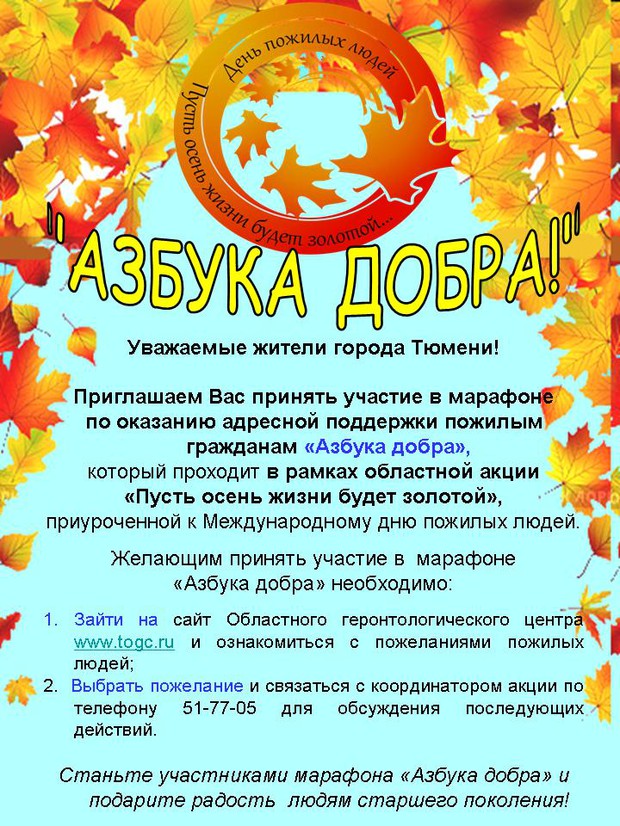 День пожилых людей
Пусть осень жизни будет золотой...
"АЗБУКА ДОБРА!"
Уважаемые жители города Тюмени!
Приглашаем Вас принять участие в марафоне
по оказанию адресной поддержки пожилым
гражданам «Азбука добра»,
который проходит в рамках областной акции
«Пусть осень жизни будет золотой»,
приуроченной к Международному дню пожилых людей.
Желающим принять участие в марафоне
«Азбука добра» необходимо:
1. Зайти на сайт Областного геронтологического центра
www.togc.ru и ознакомиться с пожеланиями пожилых
людей;
2. Выбрать пожелание и связаться с координатором акции по
телефону 51-77-05 для обсуждения последующих
действий.
Станьте участниками марафона «Азбука добра» и
подарите радость людям старшего поколения!